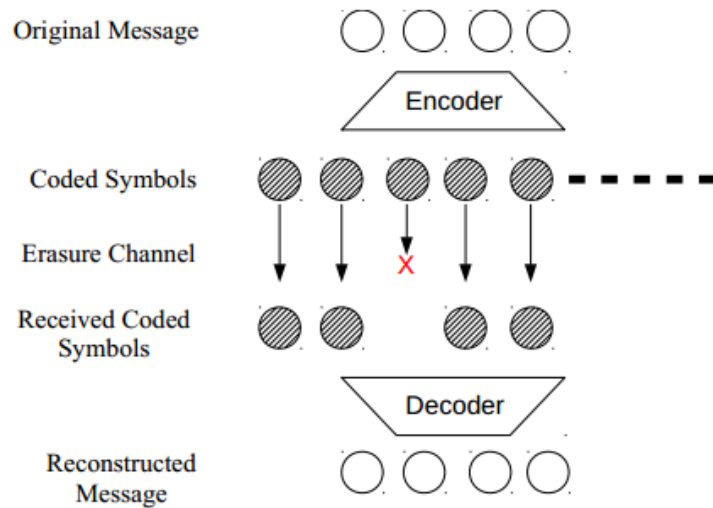 Original Message
Encoder
Coded Symbols
Erasure Channel
X
Received Coded
Symbols
Decoder
Reconstructed
Message